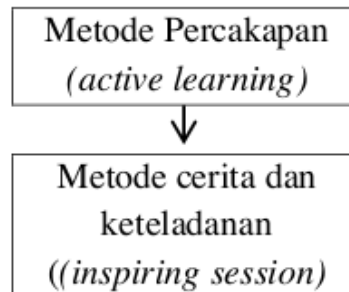 Metode Percakapan
(active learning)
Metode cerita dan
keteladanan
((inspiring session)